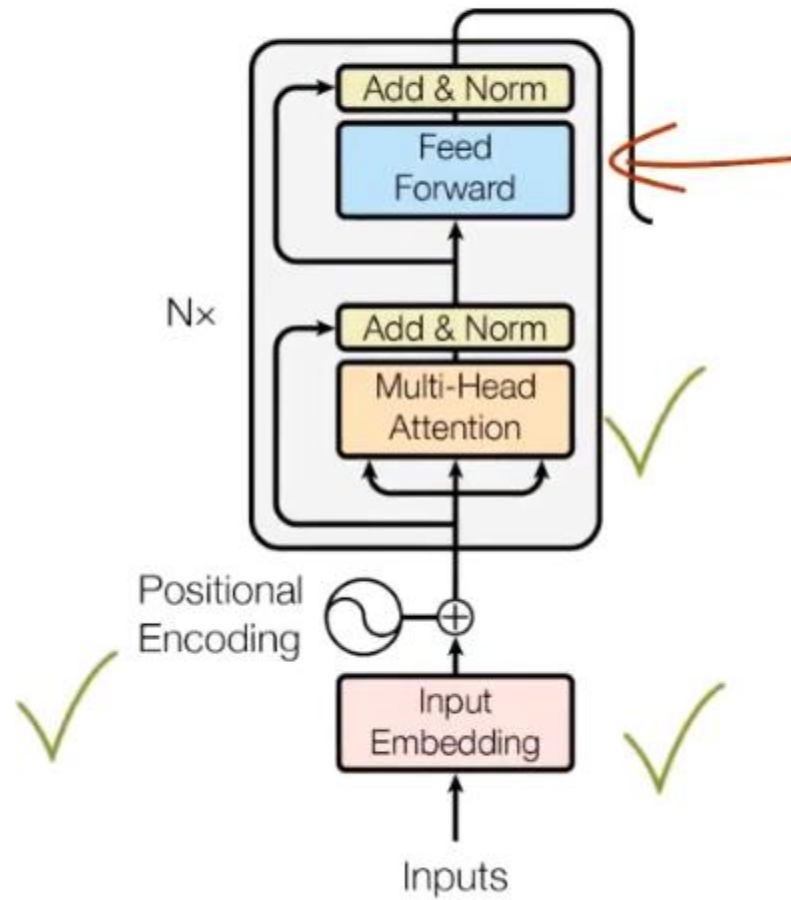 Add & Norm
Feed
Forward
N×
Add & Norm
Multi-Head
Attention
Positional
Encoding
Input
Embedding
Inputs